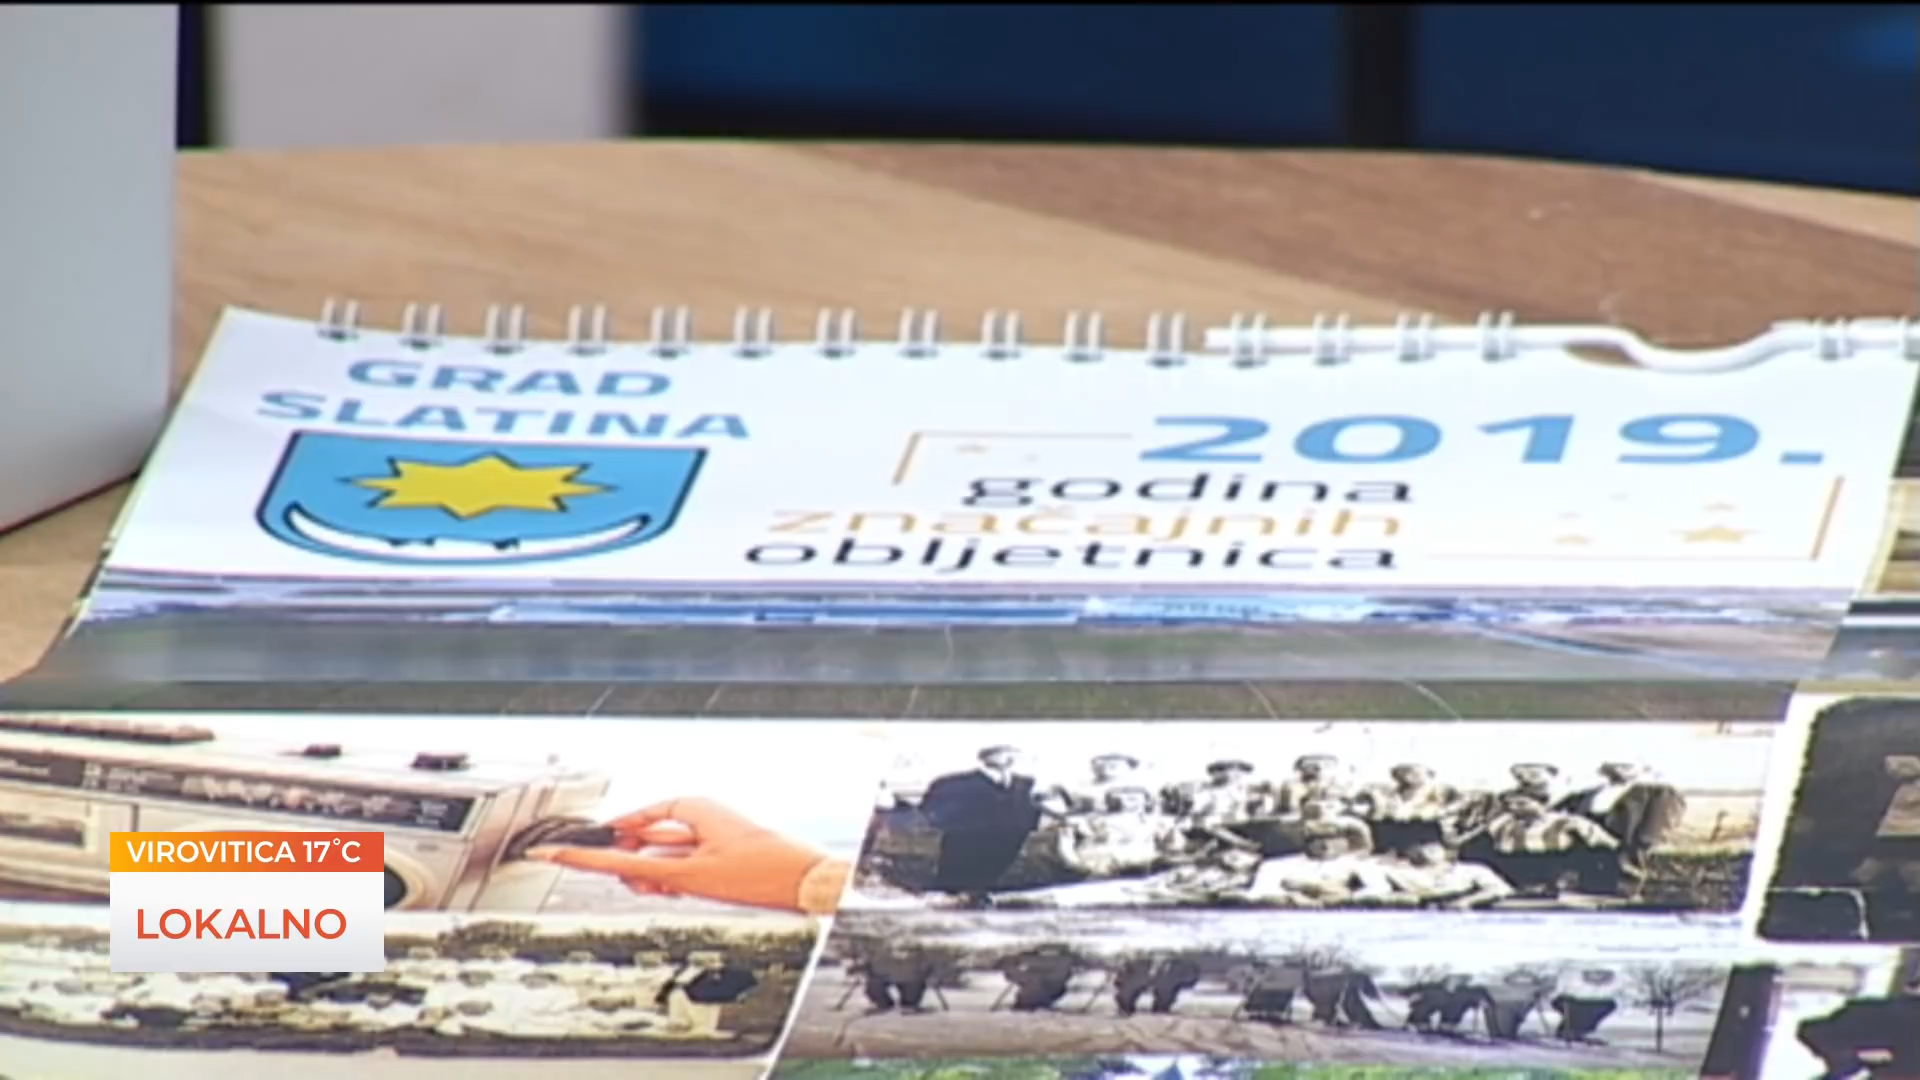 GRAD
SLATINA
2019.
godina
značajnih
obljetnica
VIROVITICA 17°C
LOKALNO